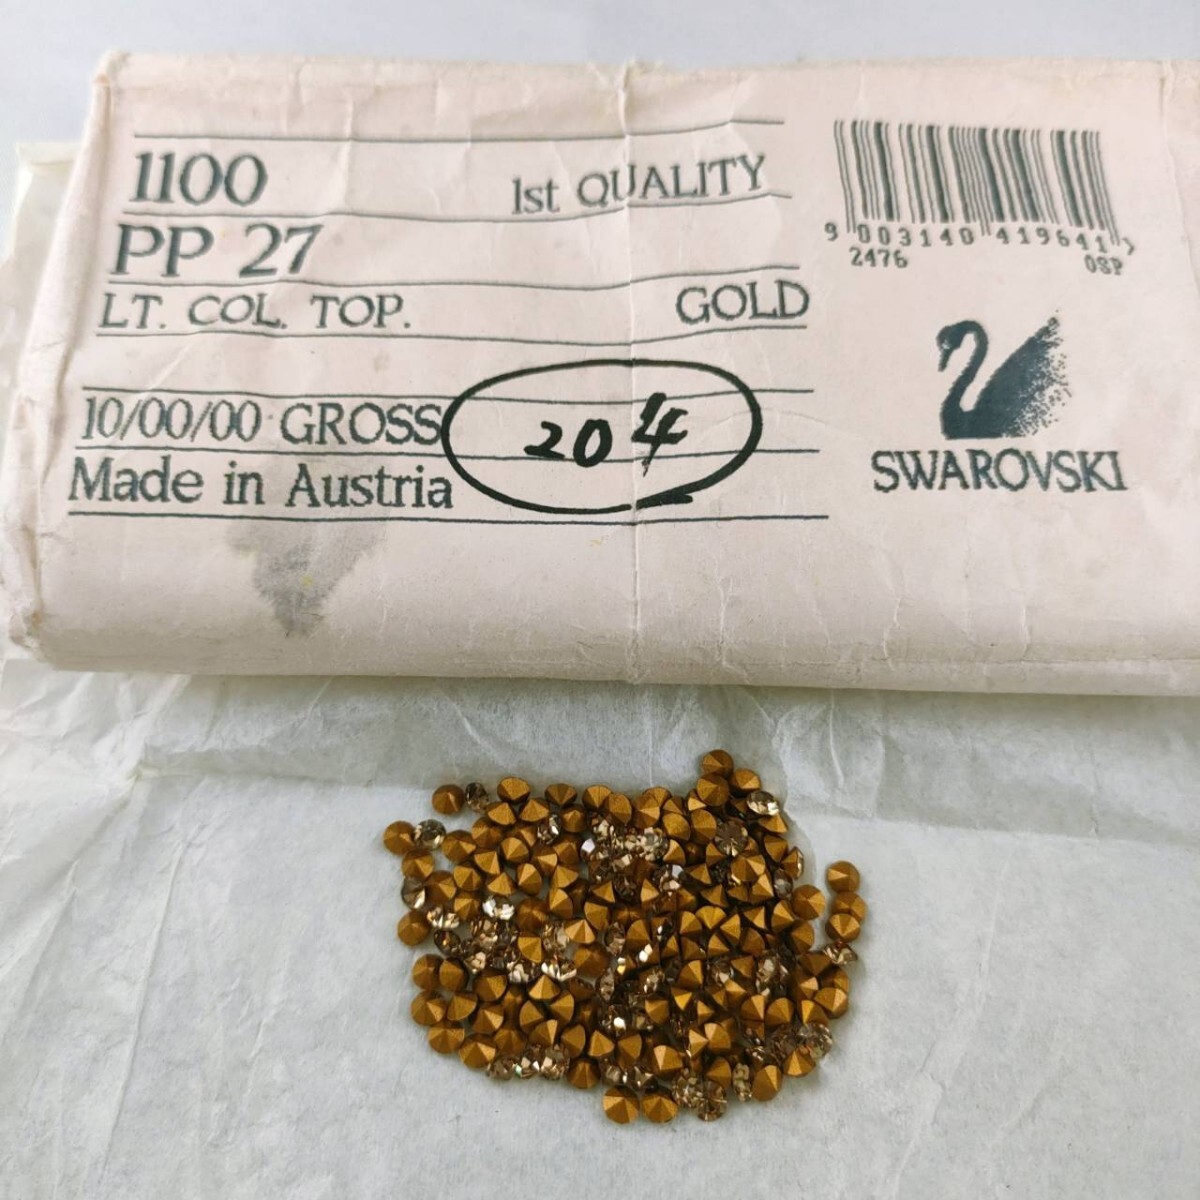 1100 1st QUALITY
PP 27
LT. COL. TOP. GOLD
10/00/00 GROSS 204
Made in Austria
9 003140 419641 >
2476 OSP
SWAROVSKI